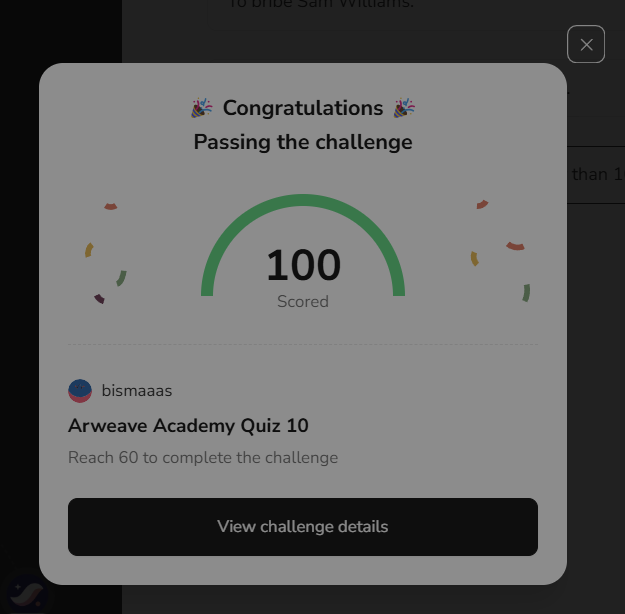 To bribe Sam Williams.
Congratulations
Passing the challenge
than 1
100
Scored
bismaaas
Arweave Academy Quiz 10
Reach 60 to complete the challenge
View challenge details